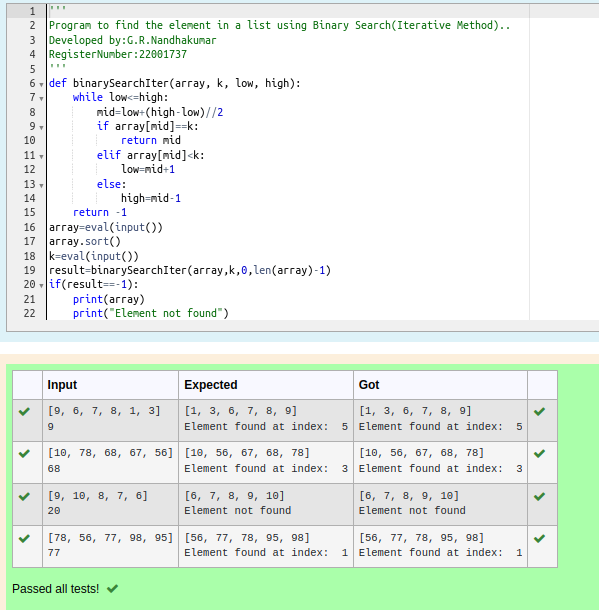 1 '''
2 Program to find the element in a list using Binary Search(Iterative Method)..
3 Developed by:G.R.Nandhakumar
4 RegisterNumber:22001737
5 '''
6 def binarySearchIter(array, k, low, high):
7     while low<=high:
8         mid=low+(high-low)//2
9         if array[mid]==k:
10             return mid
11         elif array[mid]<k:
12             low=mid+1
13         else:
14             high=mid-1
15     return -1
16 array=eval(input())
17 array.sort()
18 k=eval(input())
19 result=binarySearchIter(array,k,0,len(array)-1)
20 if(result==-1):
21     print(array)
22     print("Element not found")
Input Expected Got
[9, 6, 7, 8, 1, 3] [1, 3, 6, 7, 8, 9] [1, 3, 6, 7, 8, 9]
9 Element found at index:  5 Element found at index:  5
[10, 78, 68, 67, 56] [10, 56, 67, 68, 78] [10, 56, 67, 68, 78]
68 Element found at index:  3 Element found at index:  3
[9, 10, 8, 7, 6] [6, 7, 8, 9, 10] [6, 7, 8, 9, 10]
20 Element not found Element not found
[78, 56, 77, 98, 95] [56, 77, 78, 95, 98] [56, 77, 78, 95, 98]
77 Element found at index:  1 Element found at index:  1
Passed all tests!